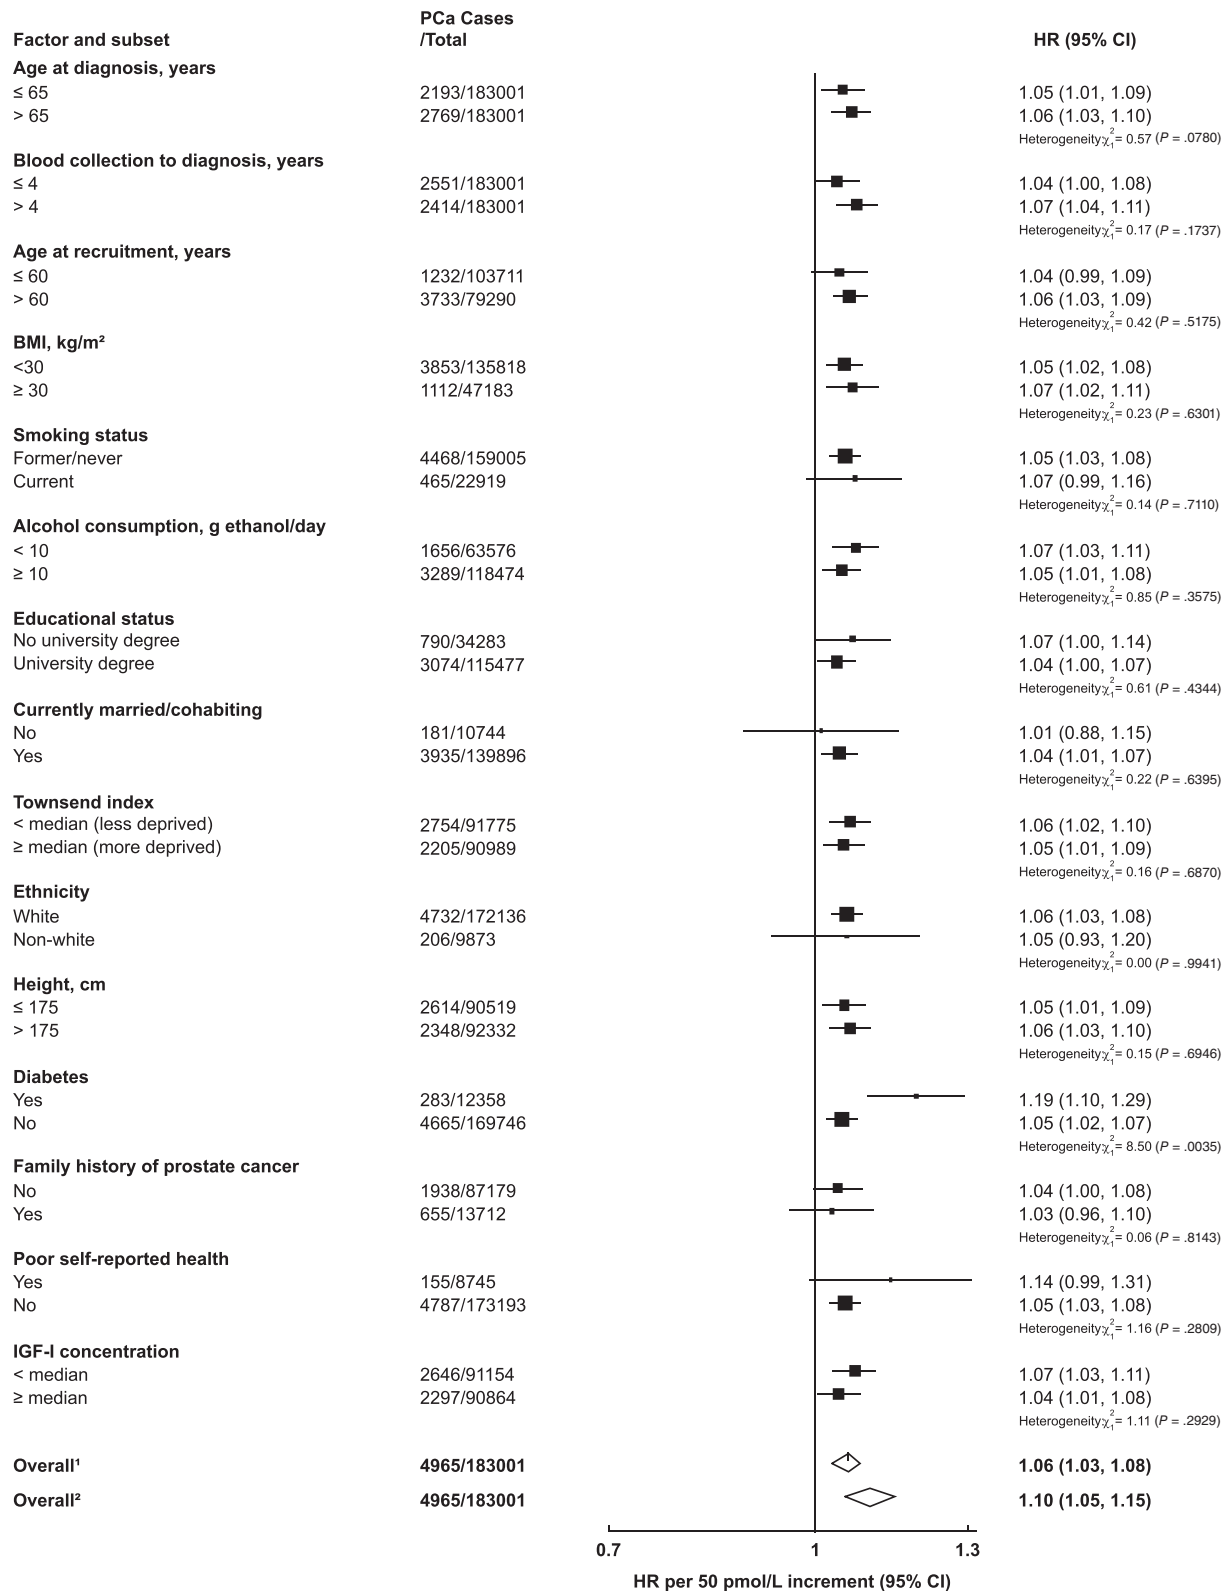 PCa Cases
Factor and subset /Total HR (95% CI)
Age at diagnosis, years
≤ 65 2193/183001 1.05 (1.01, 1.09)
> 65 2769/183001 1.06 (1.03, 1.10)
Heterogeneity χ²₁= 0.57 (P = .0780)
Blood collection to diagnosis, years
≤ 4 2551/183001 1.04 (1.00, 1.08)
> 4 2414/183001 1.07 (1.04, 1.11)
Heterogeneity χ²₁= 0.17 (P = .1737)
Age at recruitment, years
≤ 60 1232/103711 1.04 (0.99, 1.09)
> 60 3733/79290 1.06 (1.03, 1.09)
Heterogeneity χ²₁= 0.42 (P = .5175)
BMI, kg/m²
<30 3853/135818 1.05 (1.02, 1.08)
≥ 30 1112/47183 1.07 (1.02, 1.11)
Heterogeneity χ²₁= 0.23 (P = .6301)
Smoking status
Former/never 4468/159005 1.05 (1.03, 1.08)
Current 465/22919 1.07 (0.99, 1.16)
Heterogeneity χ²₁= 0.14 (P = .7110)
Alcohol consumption, g ethanol/day
< 10 1656/63576 1.07 (1.03, 1.11)
≥ 10 3289/118474 1.05 (1.01, 1.08)
Heterogeneity χ²₁= 0.85 (P = .3575)
Educational status
No university degree 790/34283 1.07 (1.00, 1.14)
University degree 3074/115477 1.04 (1.00, 1.07)
Heterogeneity χ²₁= 0.61 (P = .4344)
Currently married/cohabiting
No 181/10744 1.01 (0.88, 1.15)
Yes 3935/139896 1.04 (1.01, 1.07)
Heterogeneity χ²₁= 0.22 (P = .6395)
Townsend index
< median (less deprived) 2754/91775 1.06 (1.02, 1.10)
≥ median (more deprived) 2205/90989 1.05 (1.01, 1.09)
Heterogeneity χ²₁= 0.16 (P = .6870)
Ethnicity
White 4732/172136 1.06 (1.03, 1.08)
Non-white 206/9873 1.05 (0.93, 1.20)
Heterogeneity χ²₁= 0.00 (P = .9941)
Height, cm
≤ 175 2614/90519 1.05 (1.01, 1.09)
> 175 2348/92332 1.06 (1.03, 1.10)
Heterogeneity χ²₁= 0.15 (P = .6946)
Diabetes
Yes 283/12358 1.19 (1.10, 1.29)
No 4665/169746 1.05 (1.02, 1.07)
Heterogeneity χ²₁= 8.50 (P = .0035)
Family history of prostate cancer
No 1938/87179 1.04 (1.00, 1.08)
Yes 655/13712 1.03 (0.96, 1.10)
Heterogeneity χ²₁= 0.06 (P = .8143)
Poor self-reported health
Yes 155/8745 1.14 (0.99, 1.31)
No 4787/173193 1.05 (1.03, 1.08)
Heterogeneity χ²₁= 1.16 (P = .2809)
IGF-I concentration
< median 2646/91154 1.07 (1.03, 1.11)
≥ median 2297/90864 1.04 (1.01, 1.08)
Heterogeneity χ²₁= 1.11 (P = .2929)
Overall¹ 4965/183001 1.06 (1.03, 1.08)
Overall² 4965/183001 1.10 (1.05, 1.15)
0.7 1 1.3
HR per 50 pmol/L increment (95% CI)